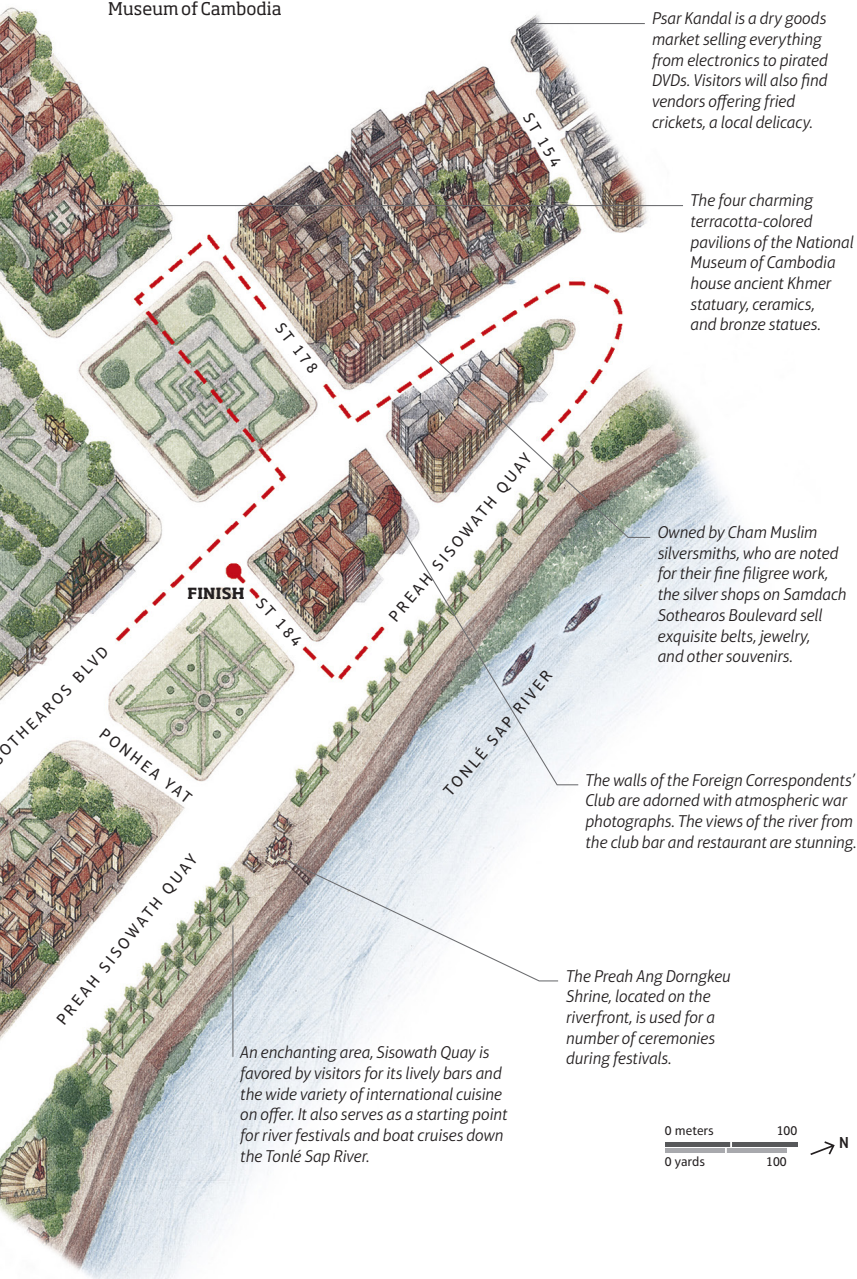 Museum of Cambodia
Psar Kandal is a dry goods
market selling everything
from electronics to pirated
DVDs. Visitors will also find
vendors offering fried
crickets, a local delicacy.
ST 154
The four charming
terracotta-colored
pavilions of the National
Museum of Cambodia
house ancient Khmer
statuary, ceramics,
and bronze statues.
ST 178
PREAH SISOWATH QUAY
Owned by Cham Muslim
silversmiths, who are noted
for their fine filigree work,
the silver shops on Samdach
Sothearos Boulevard sell
exquisite belts, jewelry,
and other souvenirs.
FINISH
ST 184
SOTHEAROS BLVD
PONHEA YAT
TONLÉ SAP RIVER
The walls of the Foreign Correspondents'
Club are adorned with atmospheric war
photographs. The views of the river from
the club bar and restaurant are stunning.
PREAH SISOWATH QUAY
The Preah Ang Dorngkeu
Shrine, located on the
riverfront, is used for a
number of ceremonies
during festivals.
An enchanting area, Sisowath Quay is
favored by visitors for its lively bars and
the wide variety of international cuisine
on offer. It also serves as a starting point
for river festivals and boat cruises down
the Tonlé Sap River.
0 meters 100
0 yards 100
N